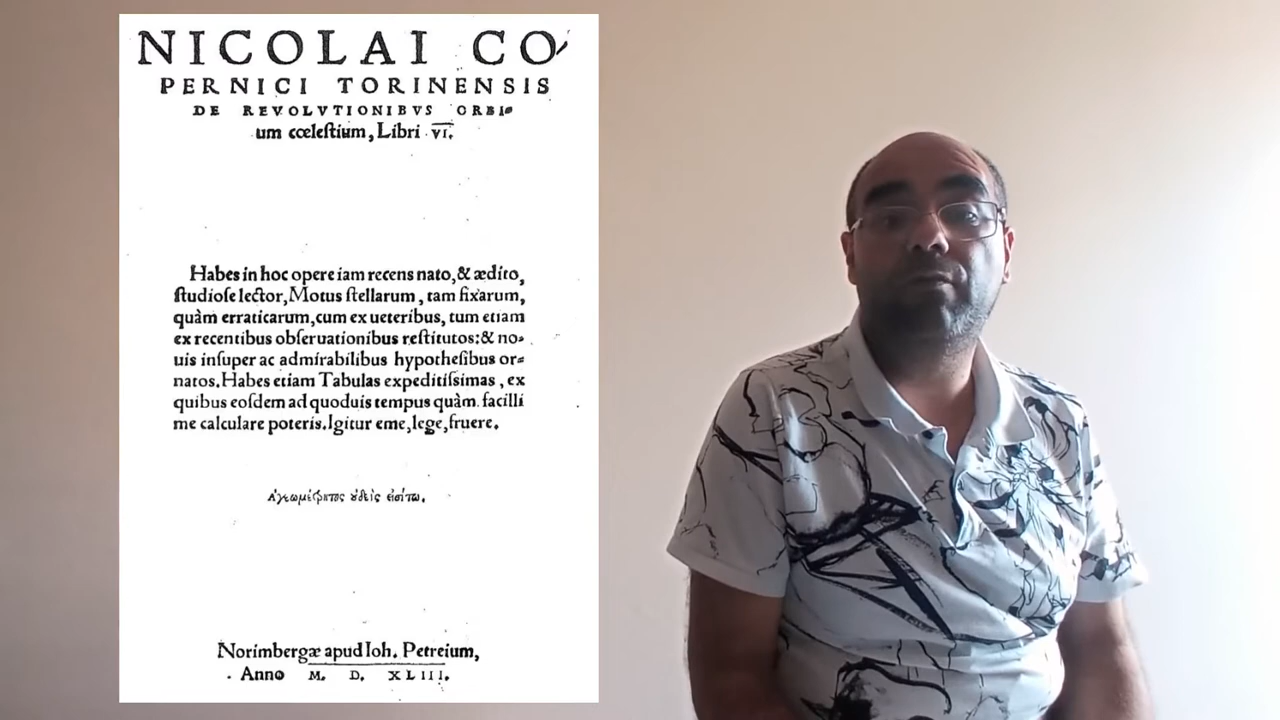 NICOLAI CO⸗
PERNICI TORINENSIS
DE REVOLVTIONIBVS ORBI⸗
um cœleſtium, Libri VI.
Habes in hoc opere iam recens nato, & ædito,
ſtudioſe lector, Motus ſtellarum, tam fixarum,
quàm erraticarum, cum ex ueteribus, tum etiam
ex recentibus obſeruationibus reſtitutos: & no⸗
uis inſuper ac admirabilibus hypotheſibus or⸗
natos. Habes etiam Tabulas expeditiſsimas, ex
quibus eoſdem ad quoduis tempus quàm facilli
me calculare poteris. Igitur eme, lege, fruere.
Ἀγεωμέτρητος οὐδεὶς εἰσίτω.
Norimbergæ apud Ioh. Petreium,
Anno M. D. XLIII.